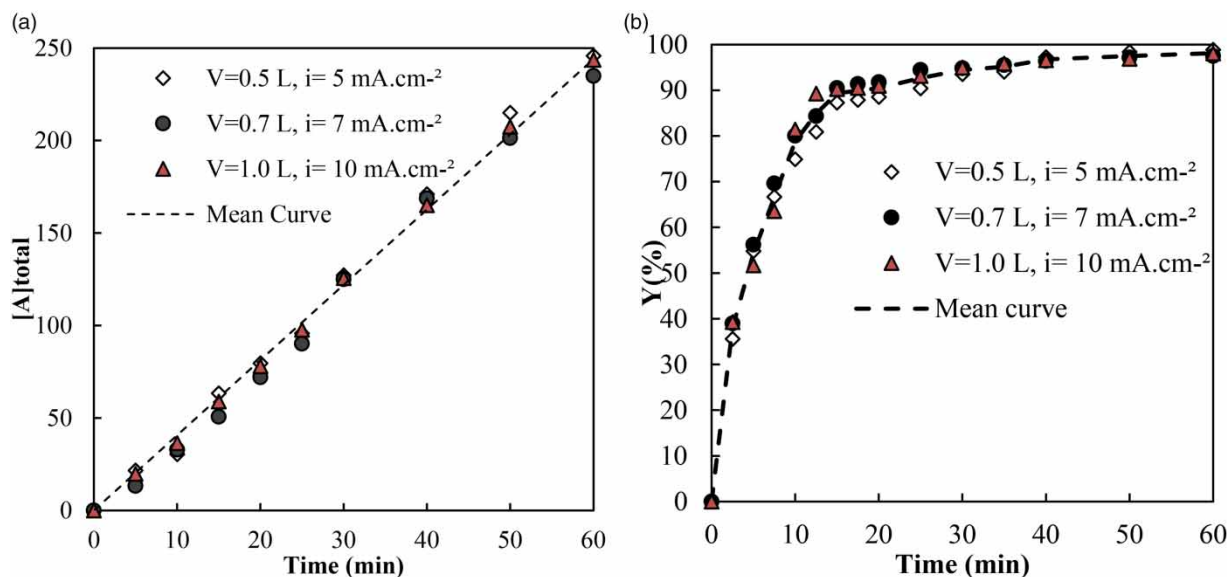 (a)
250
200
150
100
50
0
[A]total
V=0.5 L, i= 5 mA.cm-²
V=0.7 L, i= 7 mA.cm-²
V=1.0 L, i= 10 mA.cm-²
Mean Curve
0 10 20 30 40 50 60
Time (min)
(b)
100
90
80
70
60
50
40
30
20
10
0
Y(%)
V=0.5 L, i= 5 mA.cm-²
V=0.7 L, i= 7 mA.cm-²
V=1.0 L, i= 10 mA.cm-²
Mean curve
0 10 20 30 40 50 60
Time (min)